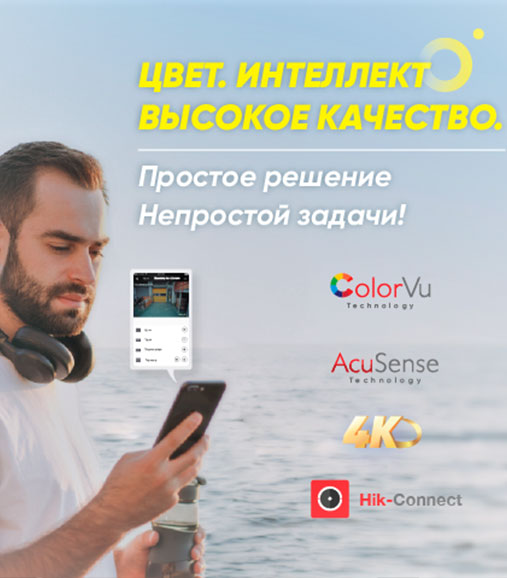 ЦВЕТ. ИНТЕЛЛЕКТ
ВЫСОКОЕ КАЧЕСТВО.
Простое решение
Непростой задачи!
ColorVu
Technology
AcuSense
Technology
4K
Hik-Connect